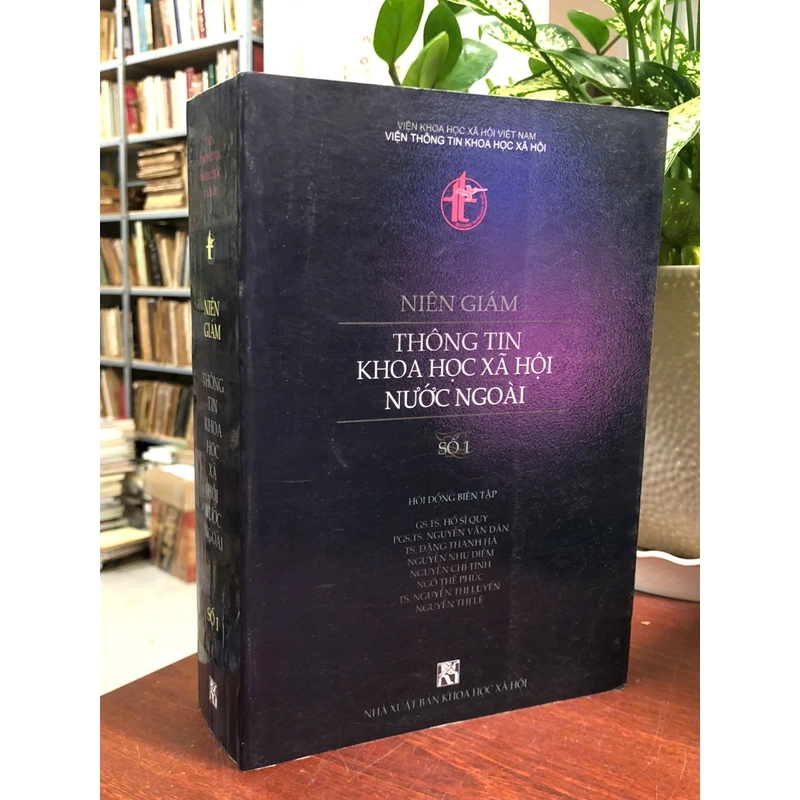 VIỆN KHOA HỌC XÃ HỘI VIỆT NAM
VIỆN THÔNG TIN KHOA HỌC XÃ HỘI
NIÊN GIÁM
THÔNG TIN
KHOA HỌC XÃ HỘI
NƯỚC NGOÀI
SỐ 1
HỘI ĐỒNG BIÊN TẬP
GS.TS. HỒ SĨ QUÝ
PGS.TS. NGUYỄN VĂN DÂN
TS. ĐẶNG THANH HÀ
NGUYỄN NHƯ DIỆM
NGUYỄN CHÍ TÌNH
NGÔ THẾ PHÚC
TS. NGUYỄN THỊ LUYẾN
NGUYỄN THỊ LÊ
NHÀ XUẤT BẢN KHOA HỌC XÃ HỘI
NIÊN
GIÁM
THÔNG
TIN
KHOA
HỌC
XÃ
HỘI
NƯỚC
NGOÀI
SỐ 1